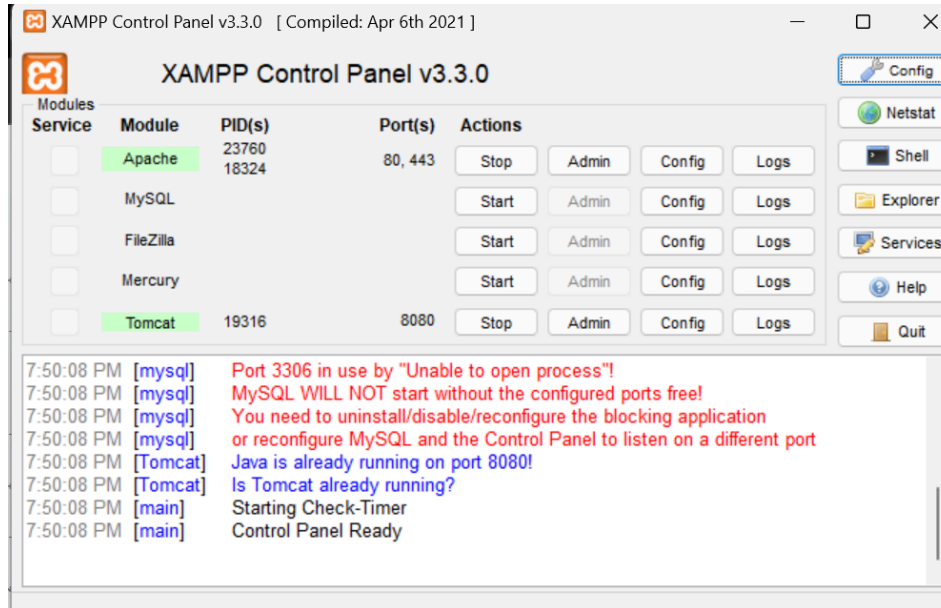 XAMPP Control Panel v3.3.0 [ Compiled: Apr 6th 2021 ]
XAMPP Control Panel v3.3.0
Config
Netstat
Shell
Explorer
Services
Help
Quit
Modules
Service Module PID(s) Port(s) Actions
Apache 23760 18324 80, 443 Stop Admin Config Logs
MySQL Start Admin Config Logs
FileZilla Start Admin Config Logs
Mercury Start Admin Config Logs
Tomcat 19316 8080 Stop Admin Config Logs
7:50:08 PM [mysql] Port 3306 in use by "Unable to open process"!
7:50:08 PM [mysql] MySQL WILL NOT start without the configured ports free!
7:50:08 PM [mysql] You need to uninstall/disable/reconfigure the blocking application
7:50:08 PM [mysql] or reconfigure MySQL and the Control Panel to listen on a different port
7:50:08 PM [Tomcat] Java is already running on port 8080!
7:50:08 PM [Tomcat] Is Tomcat already running?
7:50:08 PM [main] Starting Check-Timer
7:50:08 PM [main] Control Panel Ready